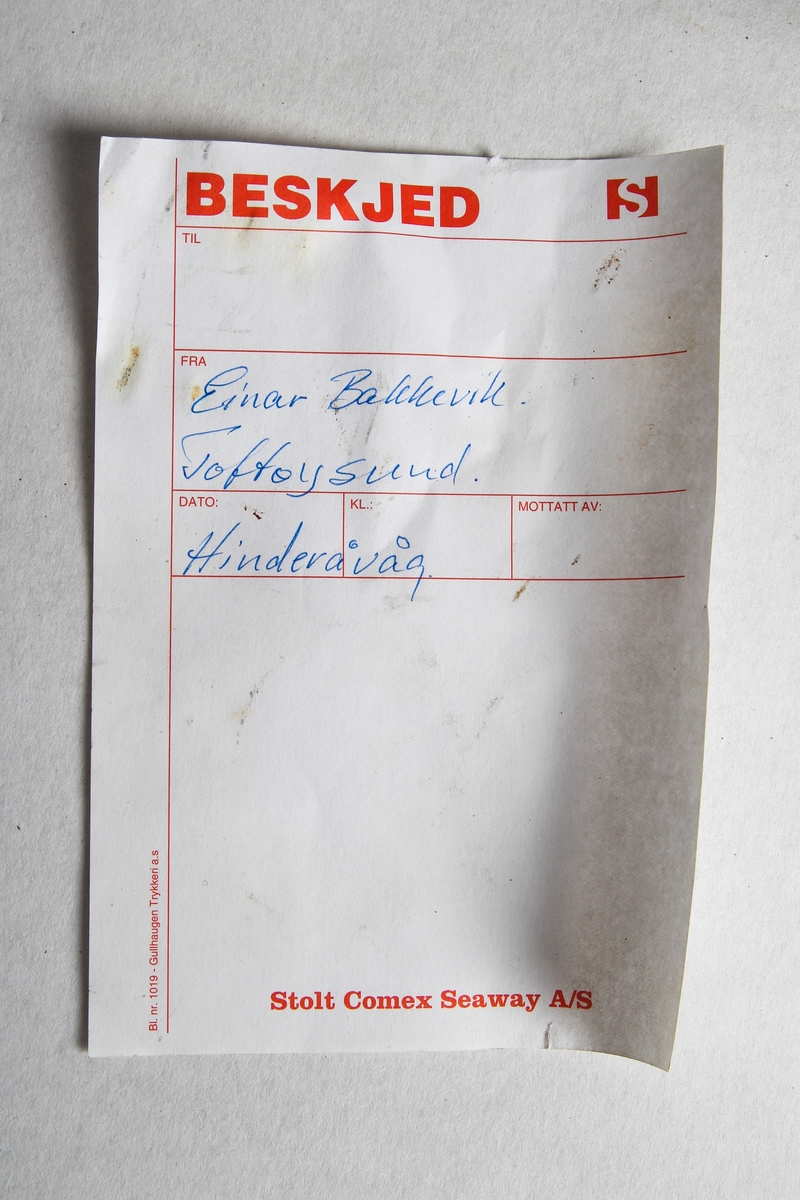 BESKJED
S
TIL
FRA
Einar Bakkevik.
Toftøysund.
DATO: KL.: MOTTATT AV:
Hinderåvåg.
Bl. nr. 1019 - Gullhaugen Trykkeri a.s
Stolt Comex Seaway A/S